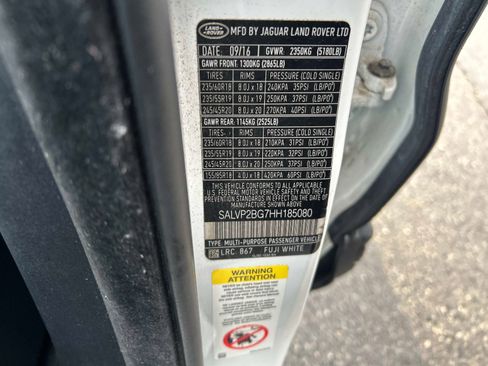 LAND ROVER
MFD BY JAGUAR LAND ROVER LTD
DATE: 09/16 GVWR: 2350KG (5180LB)
GAWR FRONT: 1300KG (2865LB)
TIRES RIMS PRESSURE (COLD SINGLE)
235/60R18 8.0J x 18 240KPA 35PSI (LB/PO²)
235/55R19 8.0J x 19 250KPA 37PSI (LB/PO²)
245/45R20 8.0J x 20 270KPA 40PSI (LB/PO²)
GAWR REAR: 1145KG (2525LB)
TIRES RIMS PRESSURE (COLD SINGLE)
235/60R18 8.0J x 18 210KPA 31PSI (LB/PO²)
235/55R19 8.0J x 19 220KPA 32PSI (LB/PO²)
245/45R20 8.0J x 20 250KPA 37PSI (LB/PO²)
155/85R18 4.0J x 18 420KPA 60PSI (LB/PO²)
THIS VEHICLE CONFORMS TO ALL APPLICABLE
U.S. FEDERAL MOTOR VEHICLE SAFETY AND THEFT
PREVENTION STANDARDS IN EFFECT ON THE DATE OF
MANUFACTURE SHOWN ABOVE.
SALVP2BG7HH185080
TYPE: MULTI-PURPOSE PASSENGER VEHICLE
LRC 867 FUJI WHITE
WARNING
ATTENTION